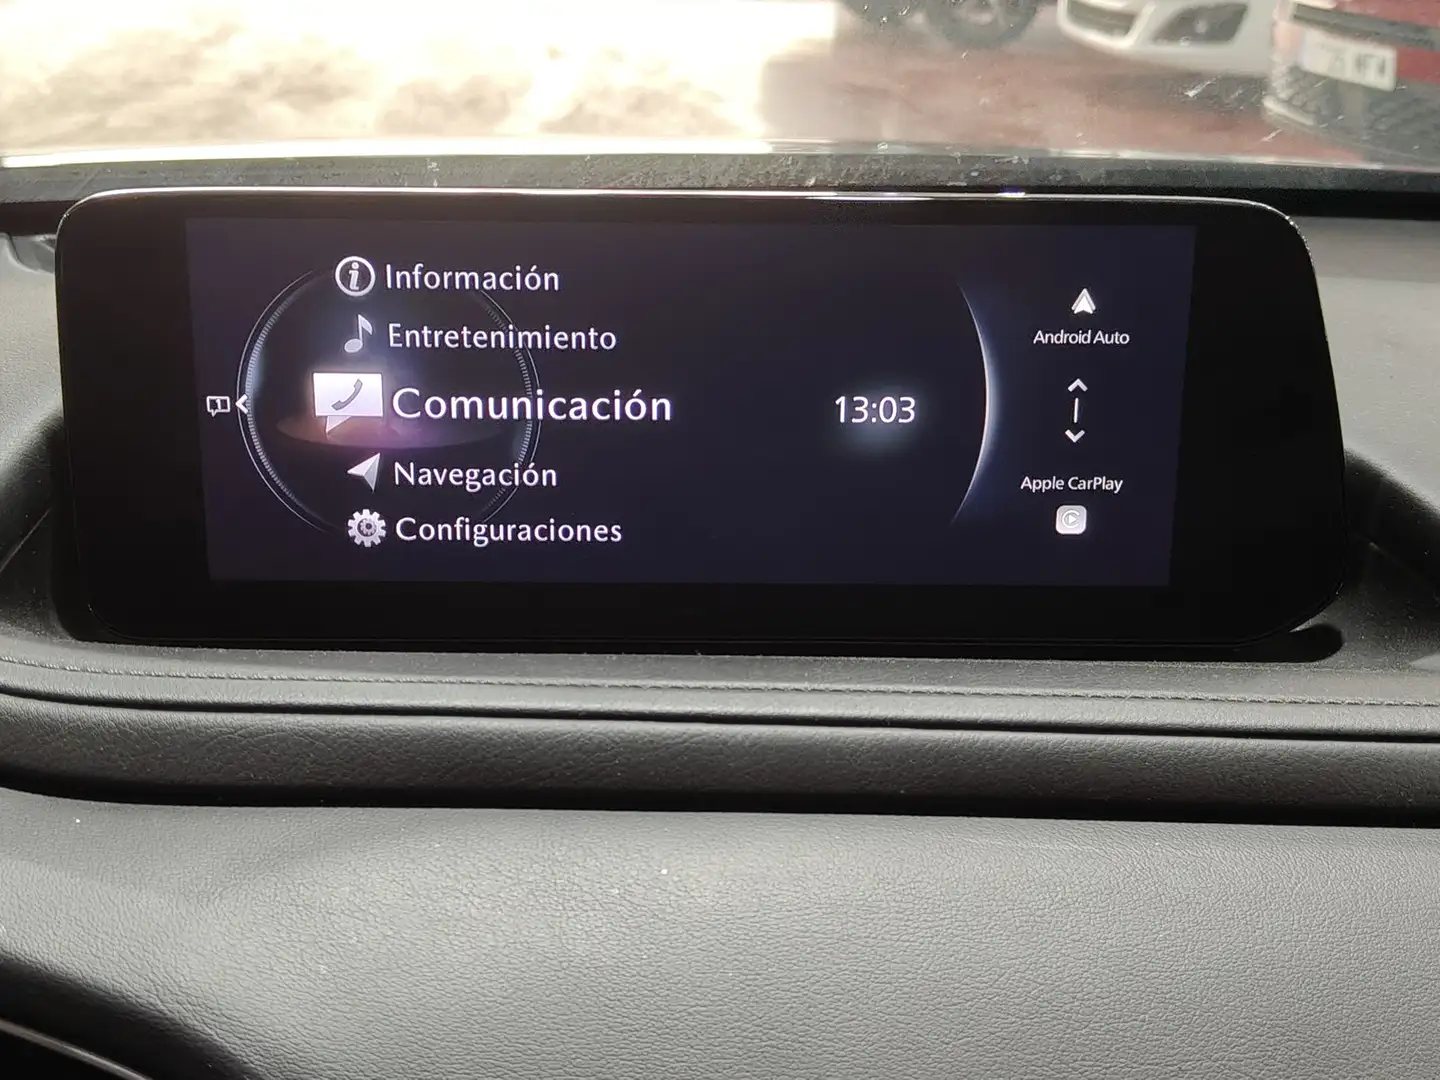 Información
Entretenimiento
Comunicación
Navegación
Configuraciones
13:03
Android Auto
Apple CarPlay